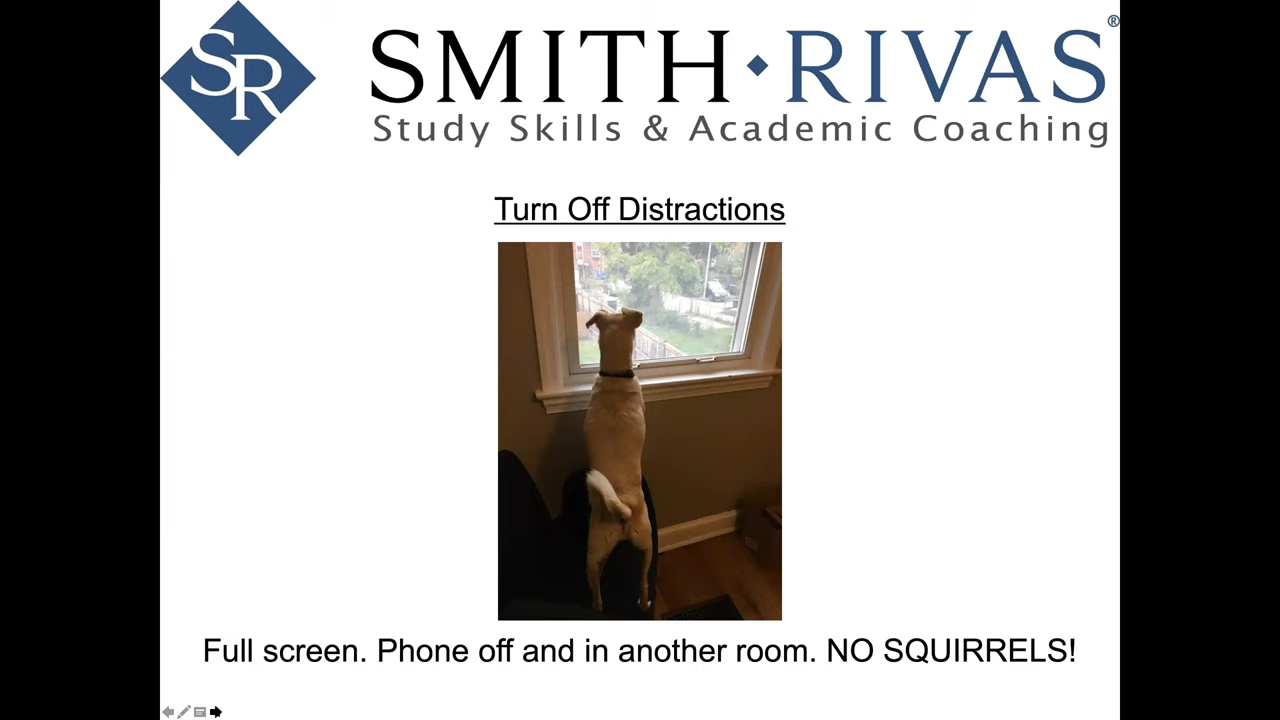 SR
SMITH RIVAS®
Study Skills & Academic Coaching
Turn Off Distractions
Full screen. Phone off and in another room. NO SQUIRRELS!